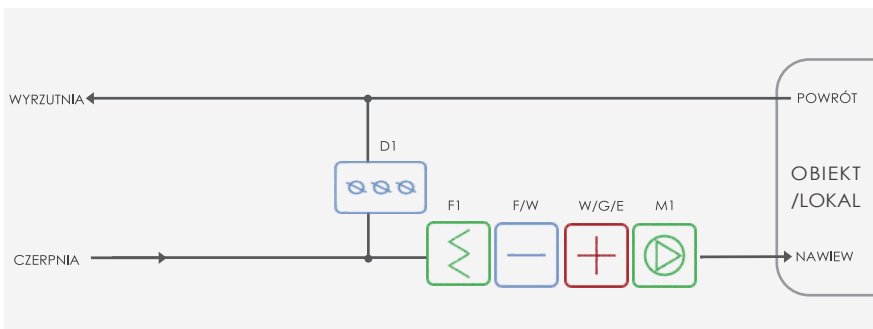 WYRZUTNIA
POWRÓT
D1
OBIEKT
/LOKAL
F1
F/W
W/G/E
M1
CZERPNIA
NAWIEW